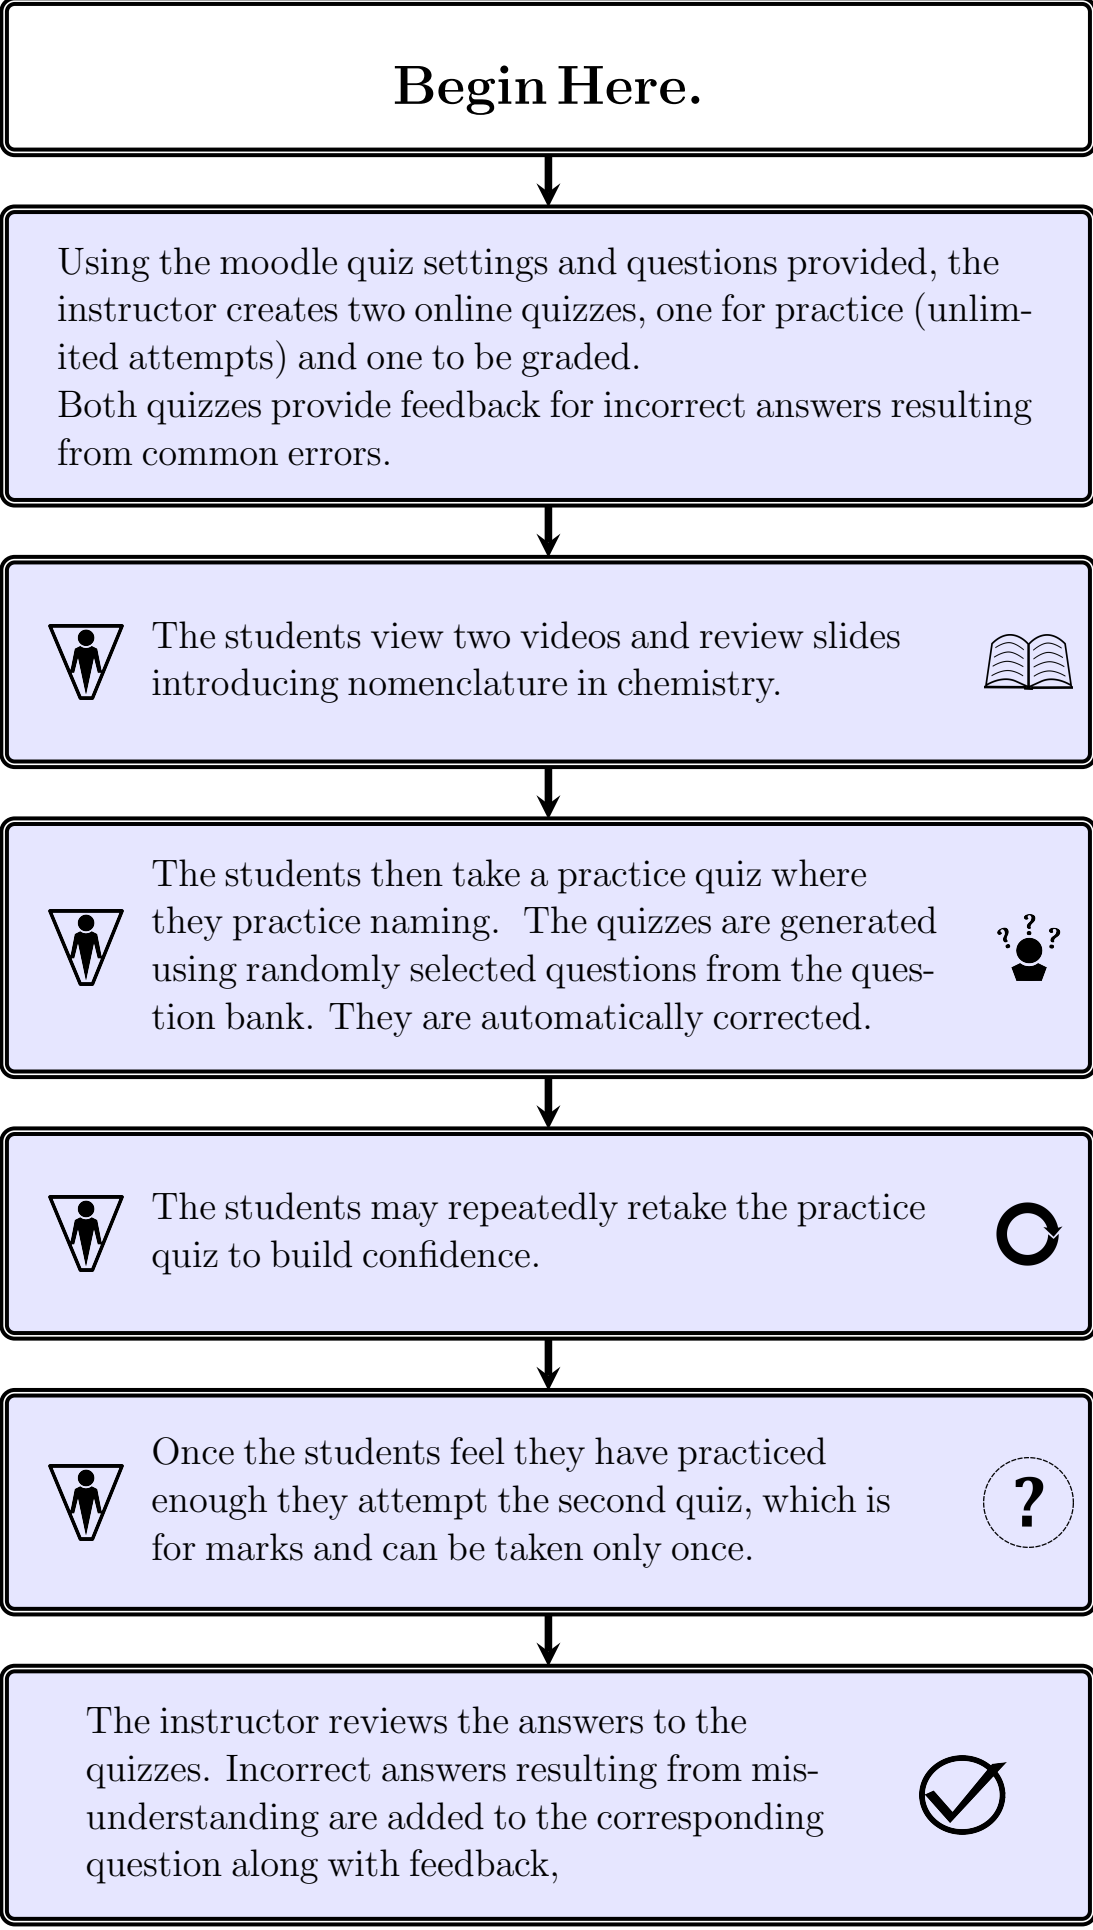 Begin Here.
Using the moodle quiz settings and questions provided, the
instructor creates two online quizzes, one for practice (unlim-
ited attempts) and one to be graded.
Both quizzes provide feedback for incorrect answers resulting
from common errors.
The students view two videos and review slides
introducing nomenclature in chemistry.
The students then take a practice quiz where
they practice naming. The quizzes are generated
using randomly selected questions from the ques-
tion bank. They are automatically corrected.
? ? ?
The students may repeatedly retake the practice
quiz to build confidence.
Once the students feel they have practiced
enough they attempt the second quiz, which is
for marks and can be taken only once.
?
The instructor reviews the answers to the
quizzes. Incorrect answers resulting from mis-
understanding are added to the corresponding
question along with feedback,